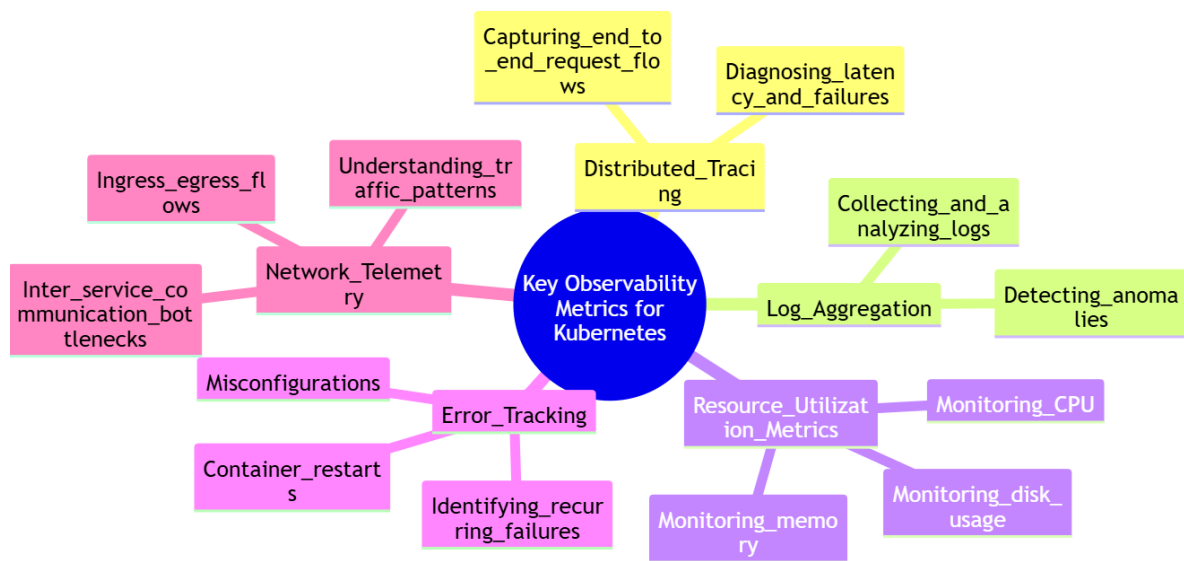 Capturing_end_to
_end_request_flo
ws
Diagnosing_laten
cy_and_failures
Distributed_Traci
ng
Ingress_egress_fl
ows
Understanding_tr
affic_patterns
Network_Telemet
ry
Inter_service_co
mmunication_bot
tlenecks
Key Observability
Metrics for
Kubernetes
Collecting_and_a
nalyzing_logs
Log_Aggregation
Detecting_anoma
lies
Misconfigurations
Error_Tracking
Container_restart
s
Identifying_recur
ring_failures
Resource_Utilizat
ion_Metrics
Monitoring_CPU
Monitoring_disk_
usage
Monitoring_memo
ry